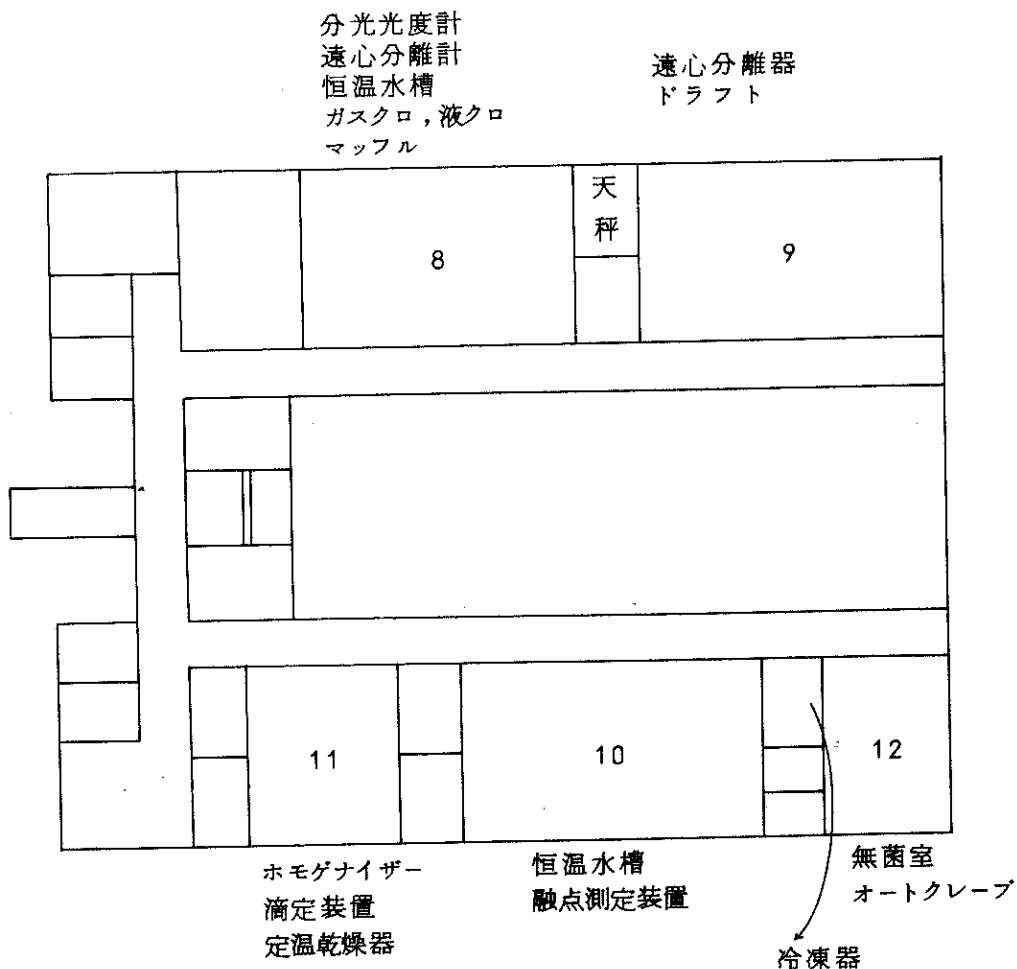 分光光度計
遠心分離計
恒温水槽
ガスクロ,液クロ
マッフル
遠心分離器
ドラフト
天
秤
8
9
11
10
12
ホモゲナイザー
滴定装置
定温乾燥器
恒温水槽
融点測定装置
無菌室
オートクレーブ
冷凍器